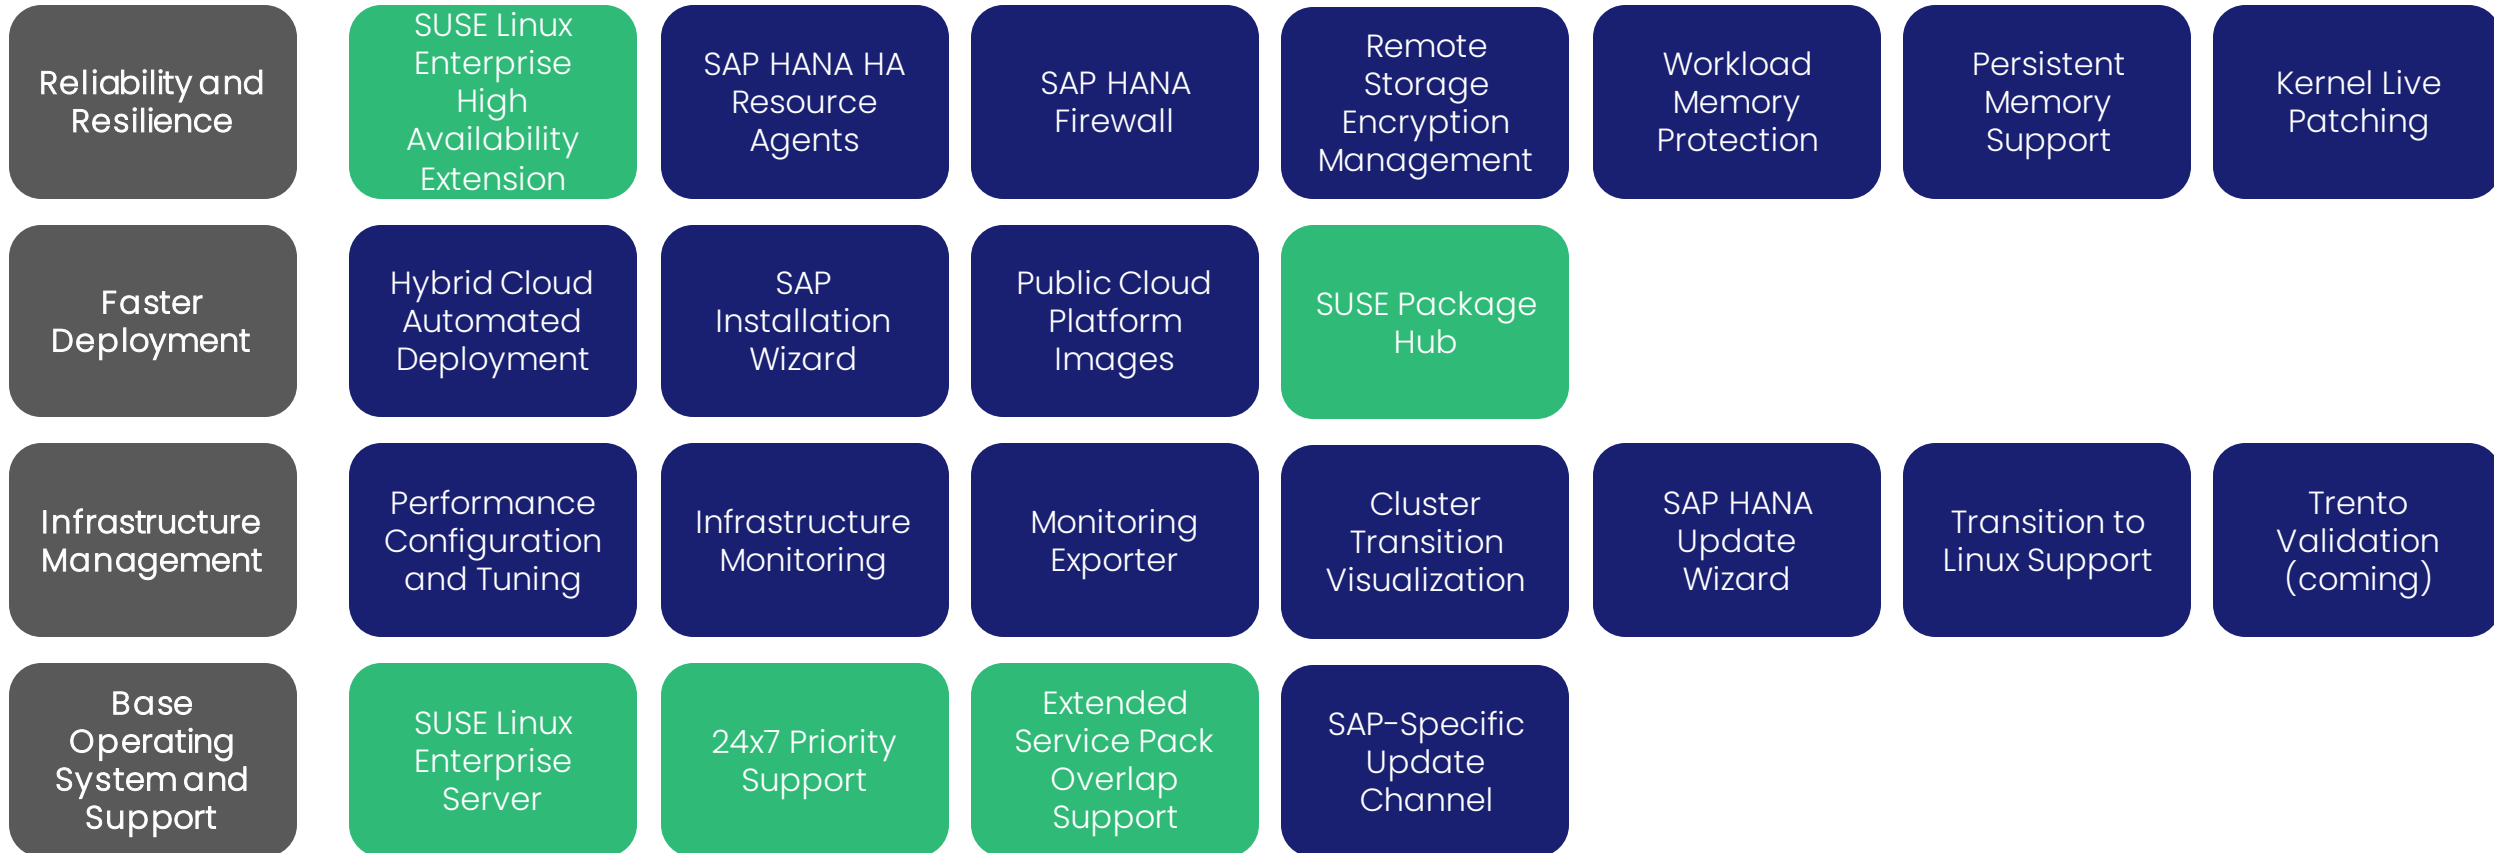 Reliability and
Resilience
SUSE Linux
Enterprise
High
Availability
Extension
SAP HANA HA
Resource
Agents
SAP HANA
Firewall
Remote
Storage
Encryption
Management
Workload
Memory
Protection
Persistent
Memory
Support
Kernel Live
Patching
Faster
Deployment
Hybrid Cloud
Automated
Deployment
SAP
Installation
Wizard
Public Cloud
Platform
Images
SUSE Package
Hub
Infrastructure
Management
Performance
Configuration
and Tuning
Infrastructure
Monitoring
Monitoring
Exporter
Cluster
Transition
Visualization
SAP HANA
Update
Wizard
Transition to
Linux Support
Trento
Validation
(coming)
Base
Operating
System and
Support
SUSE Linux
Enterprise
Server
24x7 Priority
Support
Extended
Service Pack
Overlap
Support
SAP-Specific
Update
Channel